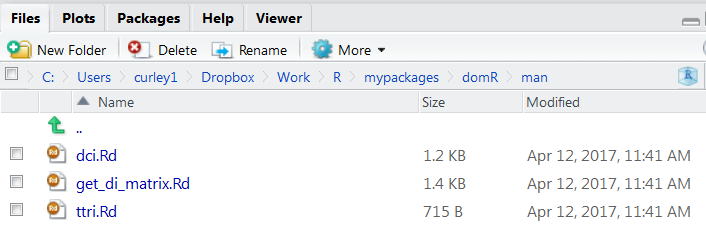 Files Plots Packages Help Viewer
New Folder Delete Rename More
C: Users curley1 Dropbox Work R mypackages domR man
Name Size Modified
..
dci.Rd 1.2 KB Apr 12, 2017, 11:41 AM
get_di_matrix.Rd 1.4 KB Apr 12, 2017, 11:41 AM
ttri.Rd 715 B Apr 12, 2017, 11:41 AM